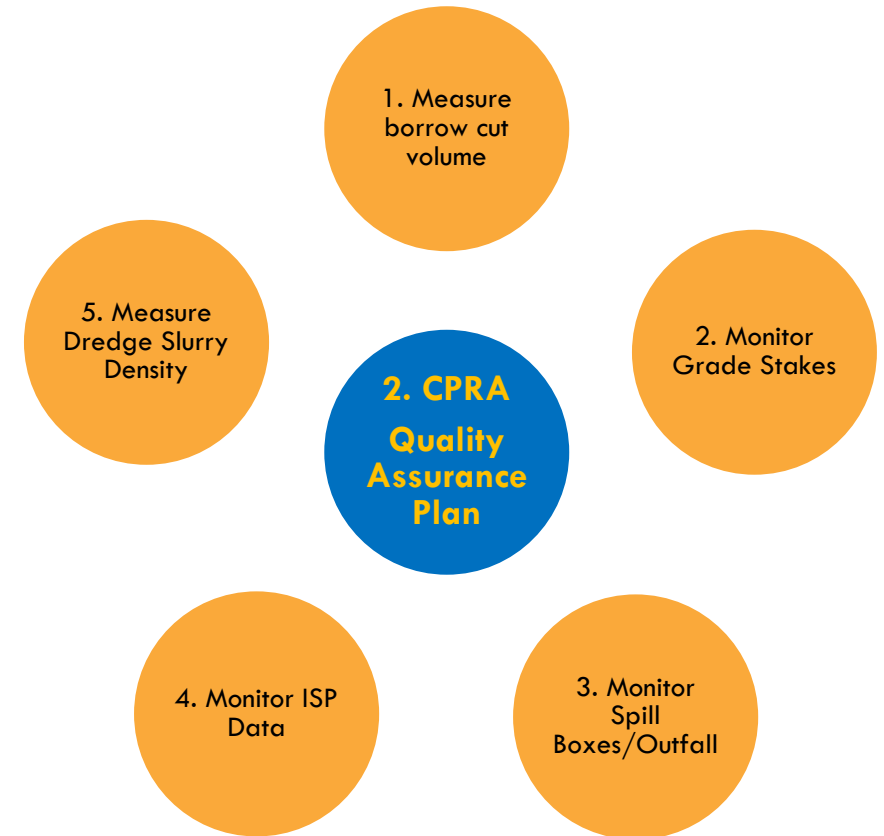 1. Measure
borrow cut
volume
5. Measure
Dredge Slurry
Density
2. Monitor
Grade Stakes
2. CPRA
Quality
Assurance
Plan
4. Monitor ISP
Data
3. Monitor
Spill
Boxes/Outfall